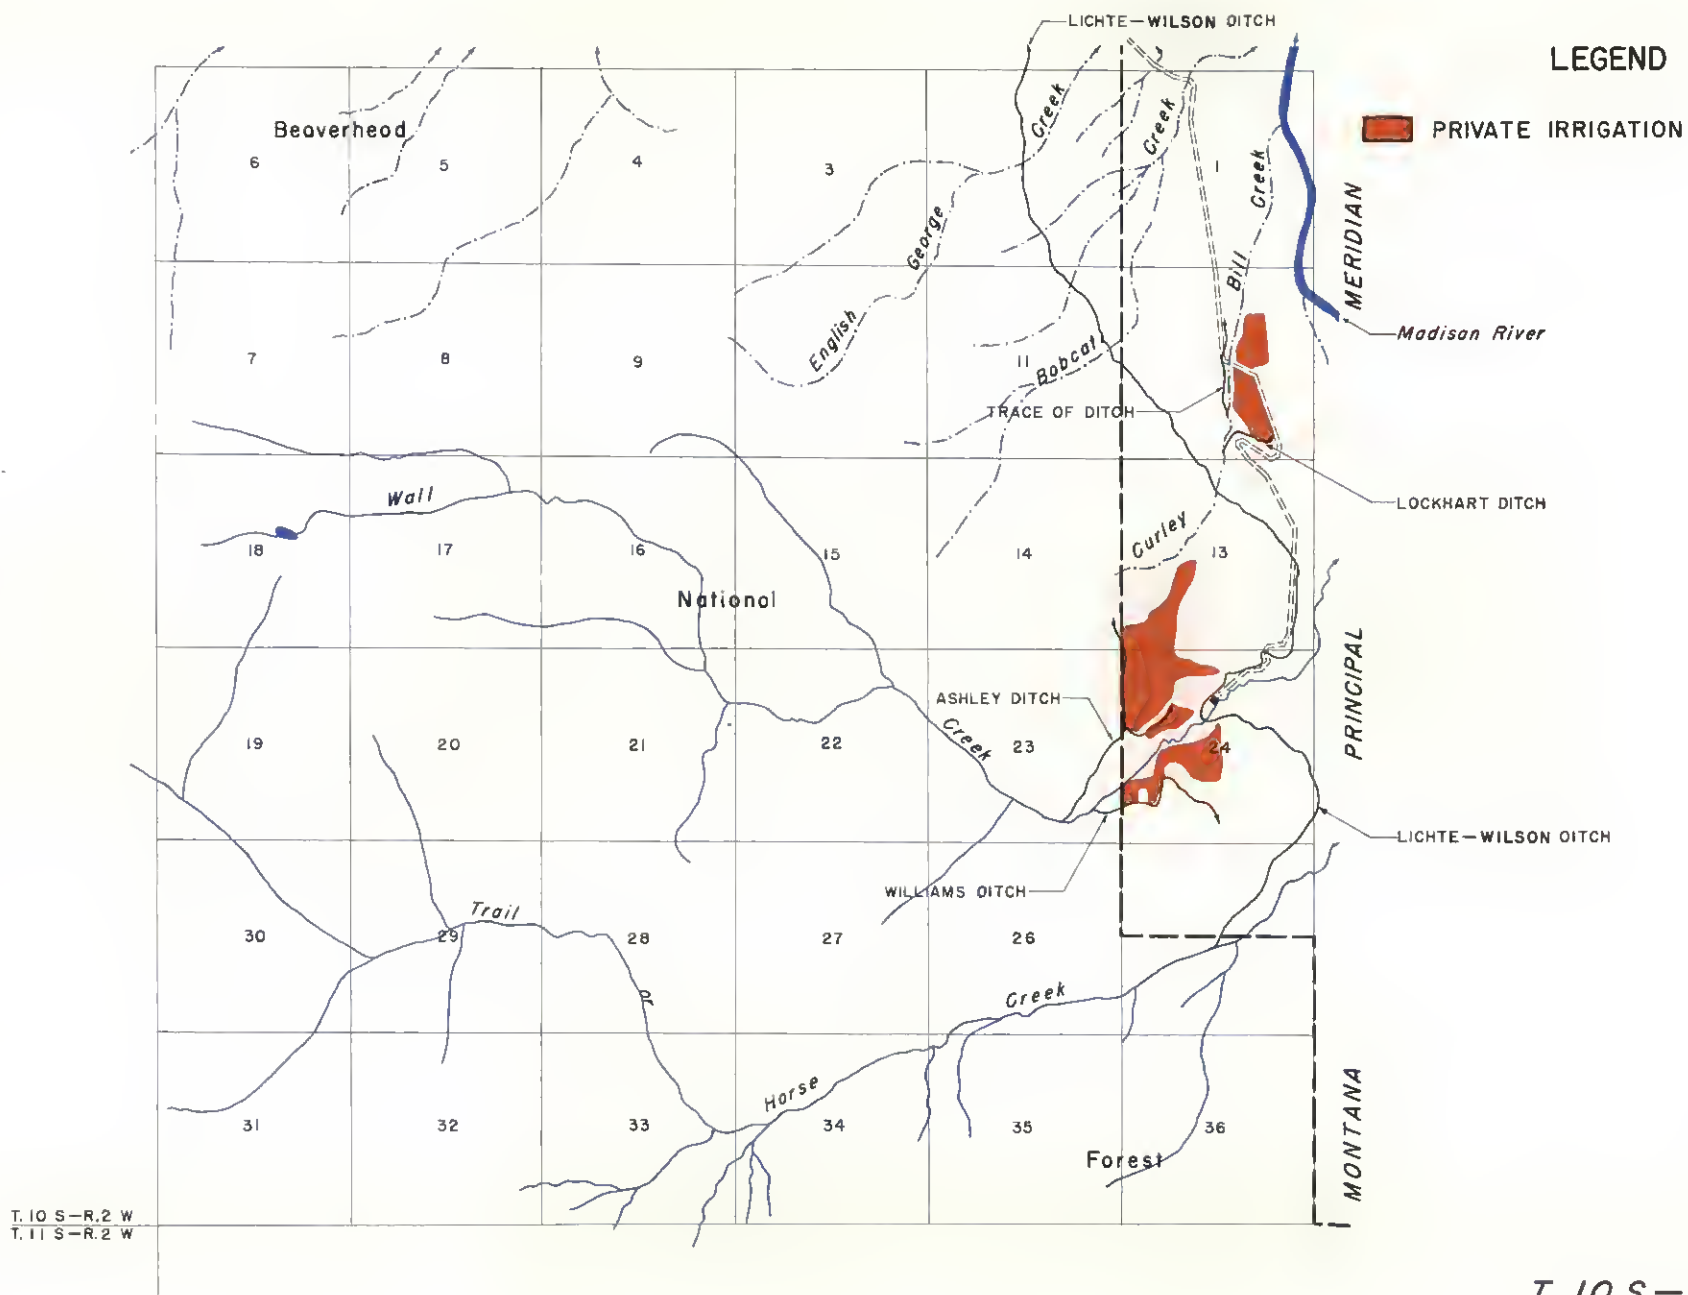 LICHTE-WILSON OITCH
LEGEND
PRIVATE IRRIGATION
Beaverhead
6
5
4
3
Creek
Creek
1
Creek
MERIDIAN
English
George
Bill
Madisan River
7
8
9
11
Bobcat
TRACE OF DITCH
LOCKHART DITCH
Wall
18
17
16
15
14
Curley
13
National
ASHLEY DITCH
PRINCIPAL
19
20
21
22
Creek
23
24
LICHTE-WILSON OITCH
WILLIAMS OITCH
30
29
Trail
28
27
26
or
Creek
Horse
31
32
33
34
35
36
Forest
MONTANA
T. 10 S-R. 2 W
T. 11 S-R. 2 W
T. 10 S-